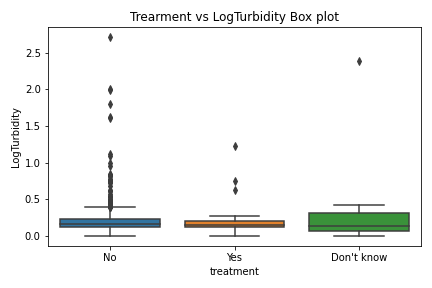 Trearment vs LogTurbidity Box plot
LogTurbidity
2.5
2.0
1.5
1.0
0.5
0.0
No
Yes
Don't know
treatment